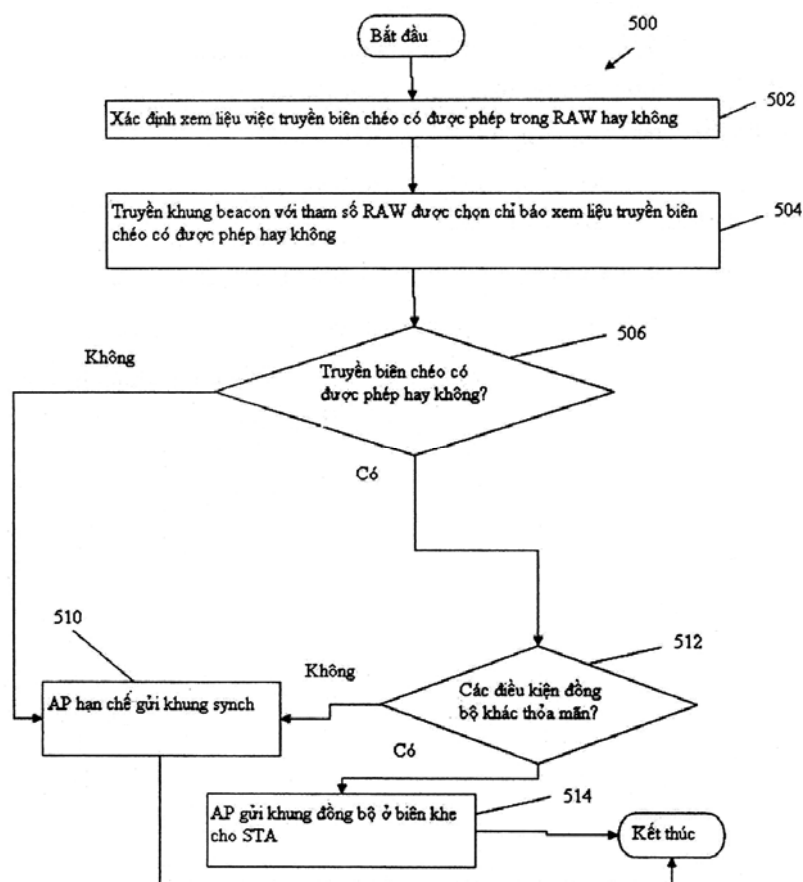 Bắt đầu
500
502
Xác định xem liệu việc truyền biên chéo có được phép trong RAW hay không
504
Truyền khung beacon với tham số RAW được chọn chỉ báo xem liệu truyền biên
chéo có được phép hay không
506
Không
Truyền biên chéo có
được phép hay không?
Có
510
512
Không
AP hạn chế gửi khung synch
Các điều kiện đồng
bộ khác thỏa mãn?
Có
514
AP gửi khung đồng bộ ở biên khe
cho STA
Kết thúc